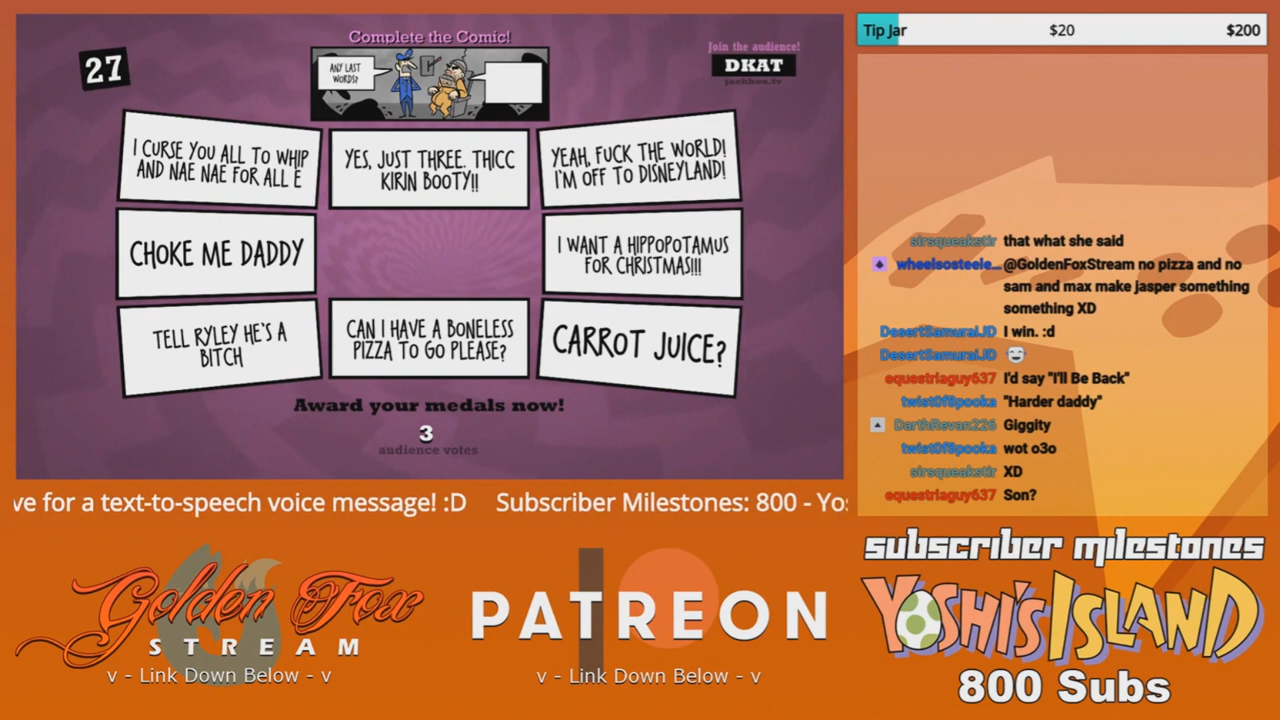 Complete the Comic!
27
ANY LAST
WORDS?
Join the audience!
DKAT
jackbox.tv
I CURSE YOU ALL TO WHIP
AND NAE NAE FOR ALL E
YES, JUST THREE. THICC
KIRIN BOOTY!!
YEAH, FUCK THE WORLD!
I'M OFF TO DISNEYLAND!
CHOKE ME DADDY
I WANT A HIPPOPOTAMUS
FOR CHRISTMAS!!!
TELL RYLEY HE'S A
BITCH
CAN I HAVE A BONELESS
PIZZA TO GO PLEASE?
CARROT JUICE?
Award your medals now!
3
audience votes
Tip Jar $20 $200
sirsqueakstir that what she said
wheelsosteele... @GoldenFoxStream no pizza and no
sam and max make jasper something
something XD
DesertSamuraiJD I win. :d
DesertSamuraiJD
equestriaguy637 I'd say "I'll Be Back"
twist0f8pooka "Harder daddy"
DarthRevan226 Giggity
twist0f8pooka wot o3o
sirsqueakstir XD
equestriaguy637 Son?
ve for a text-to-speech voice message! :D Subscriber Milestones: 800 - Yos
Golden Fox
STREAM
v - Link Down Below - v
PATREON
v - Link Down Below - v
subscriber milestones
YOSHI'S ISLAND
800 Subs